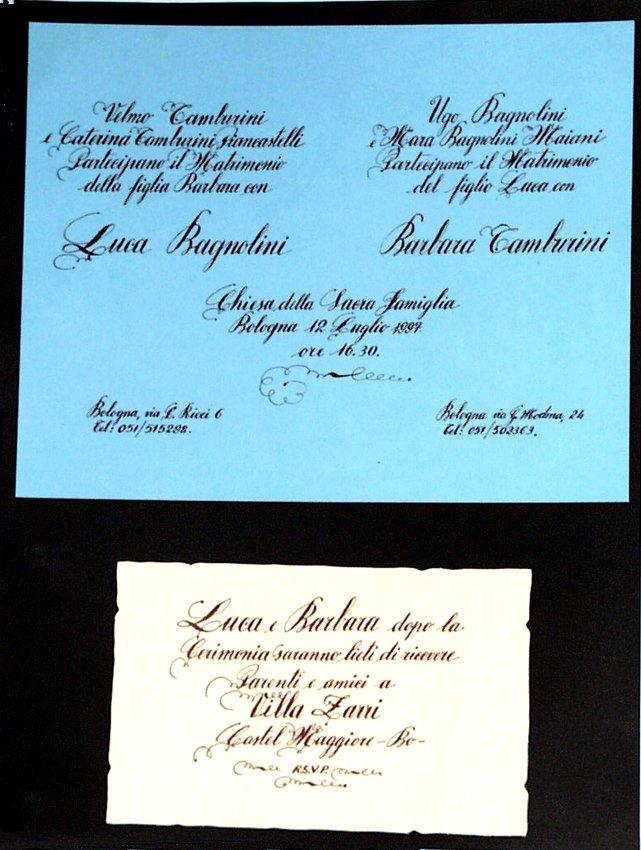 Velmo Tamburini
e Caterina Tamburini Fiancastelli
Partecipano il Matrimonio
della figlia Barbara con
Luca Bagnolini
Ugo Bagnolini
e Mara Bagnolini Maiani
Partecipano il Matrimonio
del figlio Luca con
Barbara Tamburini
Chiesa della Sacra Famiglia
Bologna 12 Luglio 1997
ore 16.30.
Bologna, via L. Ricci 6
Tel: 051/515298.
Bologna via G. Modena, 24
Tel: 051/502363.
Luca e Barbara dopo la
Cerimonia saranno lieti di ricevere
Parenti e amici a
Villa Zarri
Castel Maggiore - Bo -
R.S.V.P.